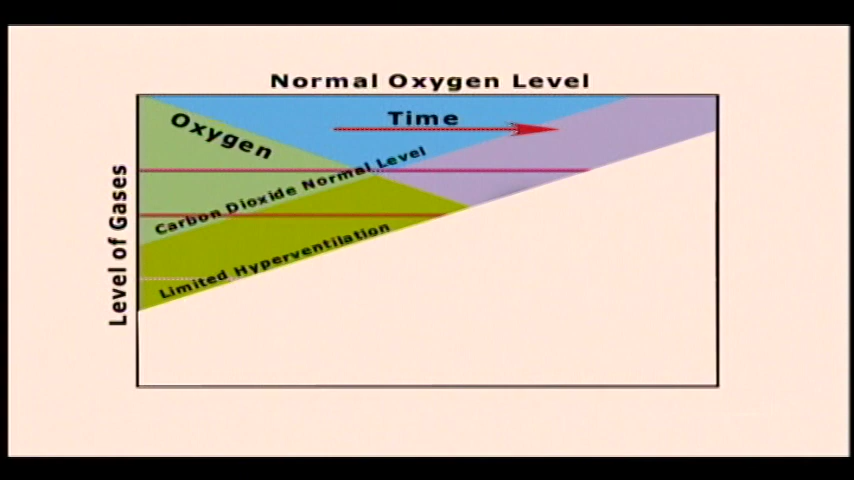 Normal Oxygen Level
Time
Oxygen
Carbon Dioxide Normal Level
Limited Hyperventilation
Level of Gases